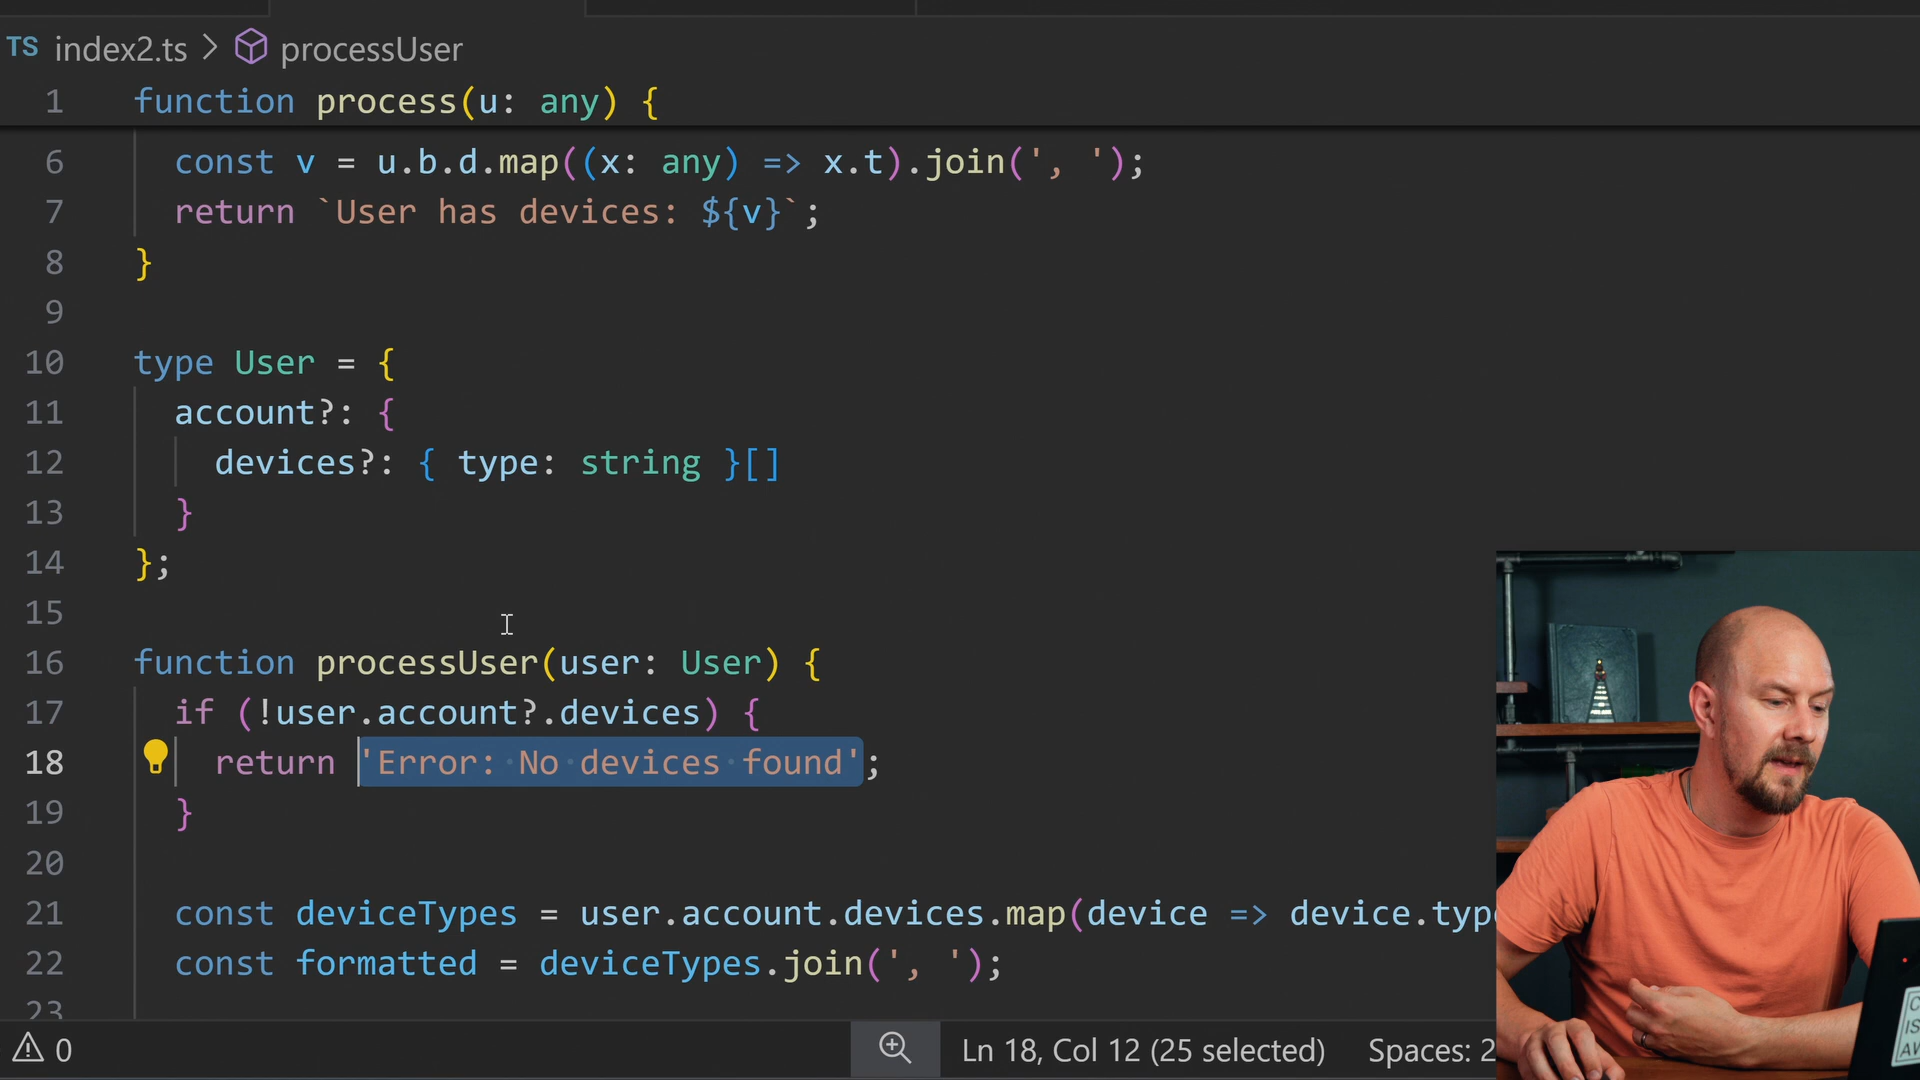 TS index2.ts > processUser
1 function process(u: any) {
6 const v = u.b.d.map((x: any) => x.t).join(', ');
7 return `User has devices: ${v}`;
8 }
9
10 type User = {
11 account?: {
12 devices?: { type: string }[]
13 }
14 };
15
16 function processUser(user: User) {
17 if (!user.account?.devices) {
18 return 'Error: No devices found';
19 }
20
21 const deviceTypes = user.account.devices.map(device => device.typ
22 const formatted = deviceTypes.join(', ');
23
0 Ln 18, Col 12 (25 selected) Spaces: 2